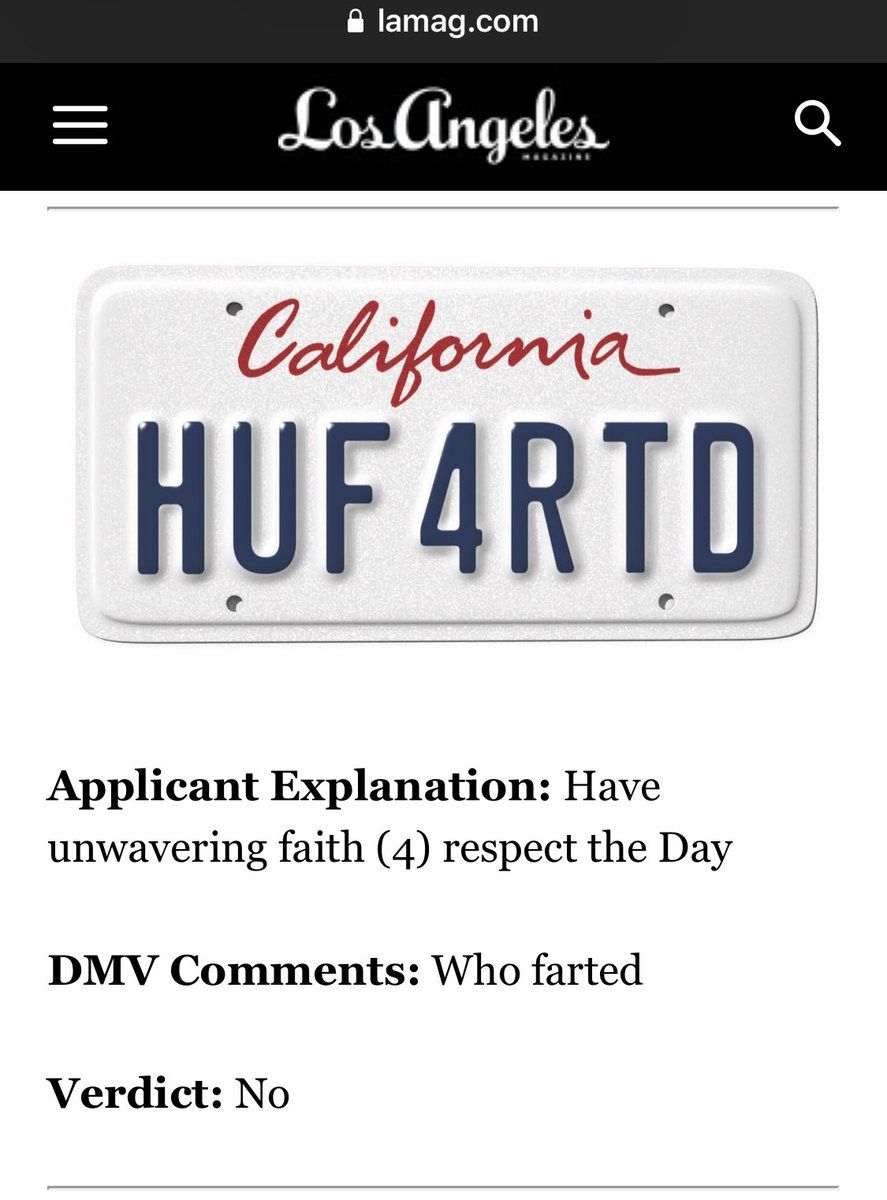 lamag.com
Los Angeles
MAGAZINE
California
HUF 4RTD
Applicant Explanation: Have
unwavering faith (4) respect the Day
DMV Comments: Who farted
Verdict: No